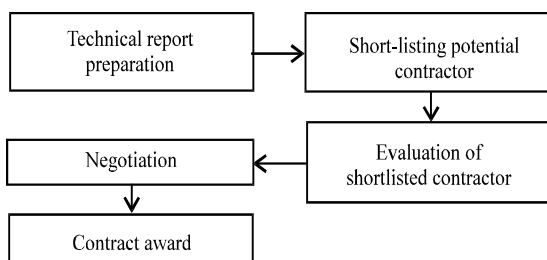 Technical report
preparation
Short-listing potential
contractor
Evaluation of
shortlisted contractor
Negotiation
Contract award